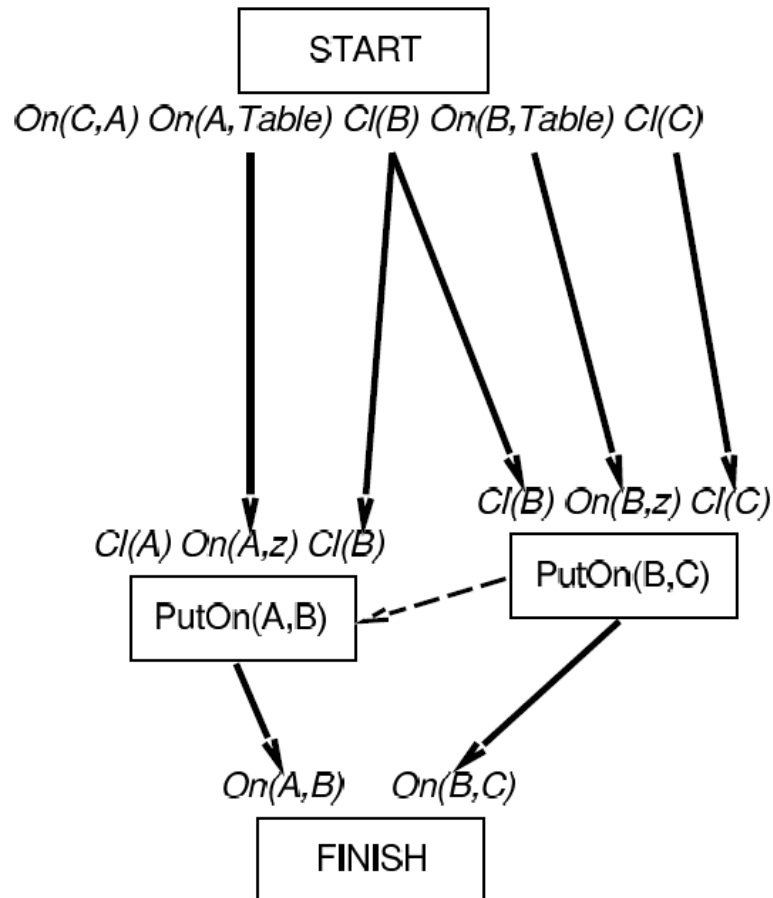 START
On(C,A) On(A,Table) Cl(B) On(B,Table) Cl(C)
Cl(B) On(B,z) Cl(C)
Cl(A) On(A,z) Cl(B)
PutOn(B,C)
PutOn(A,B)
On(A,B) On(B,C)
FINISH